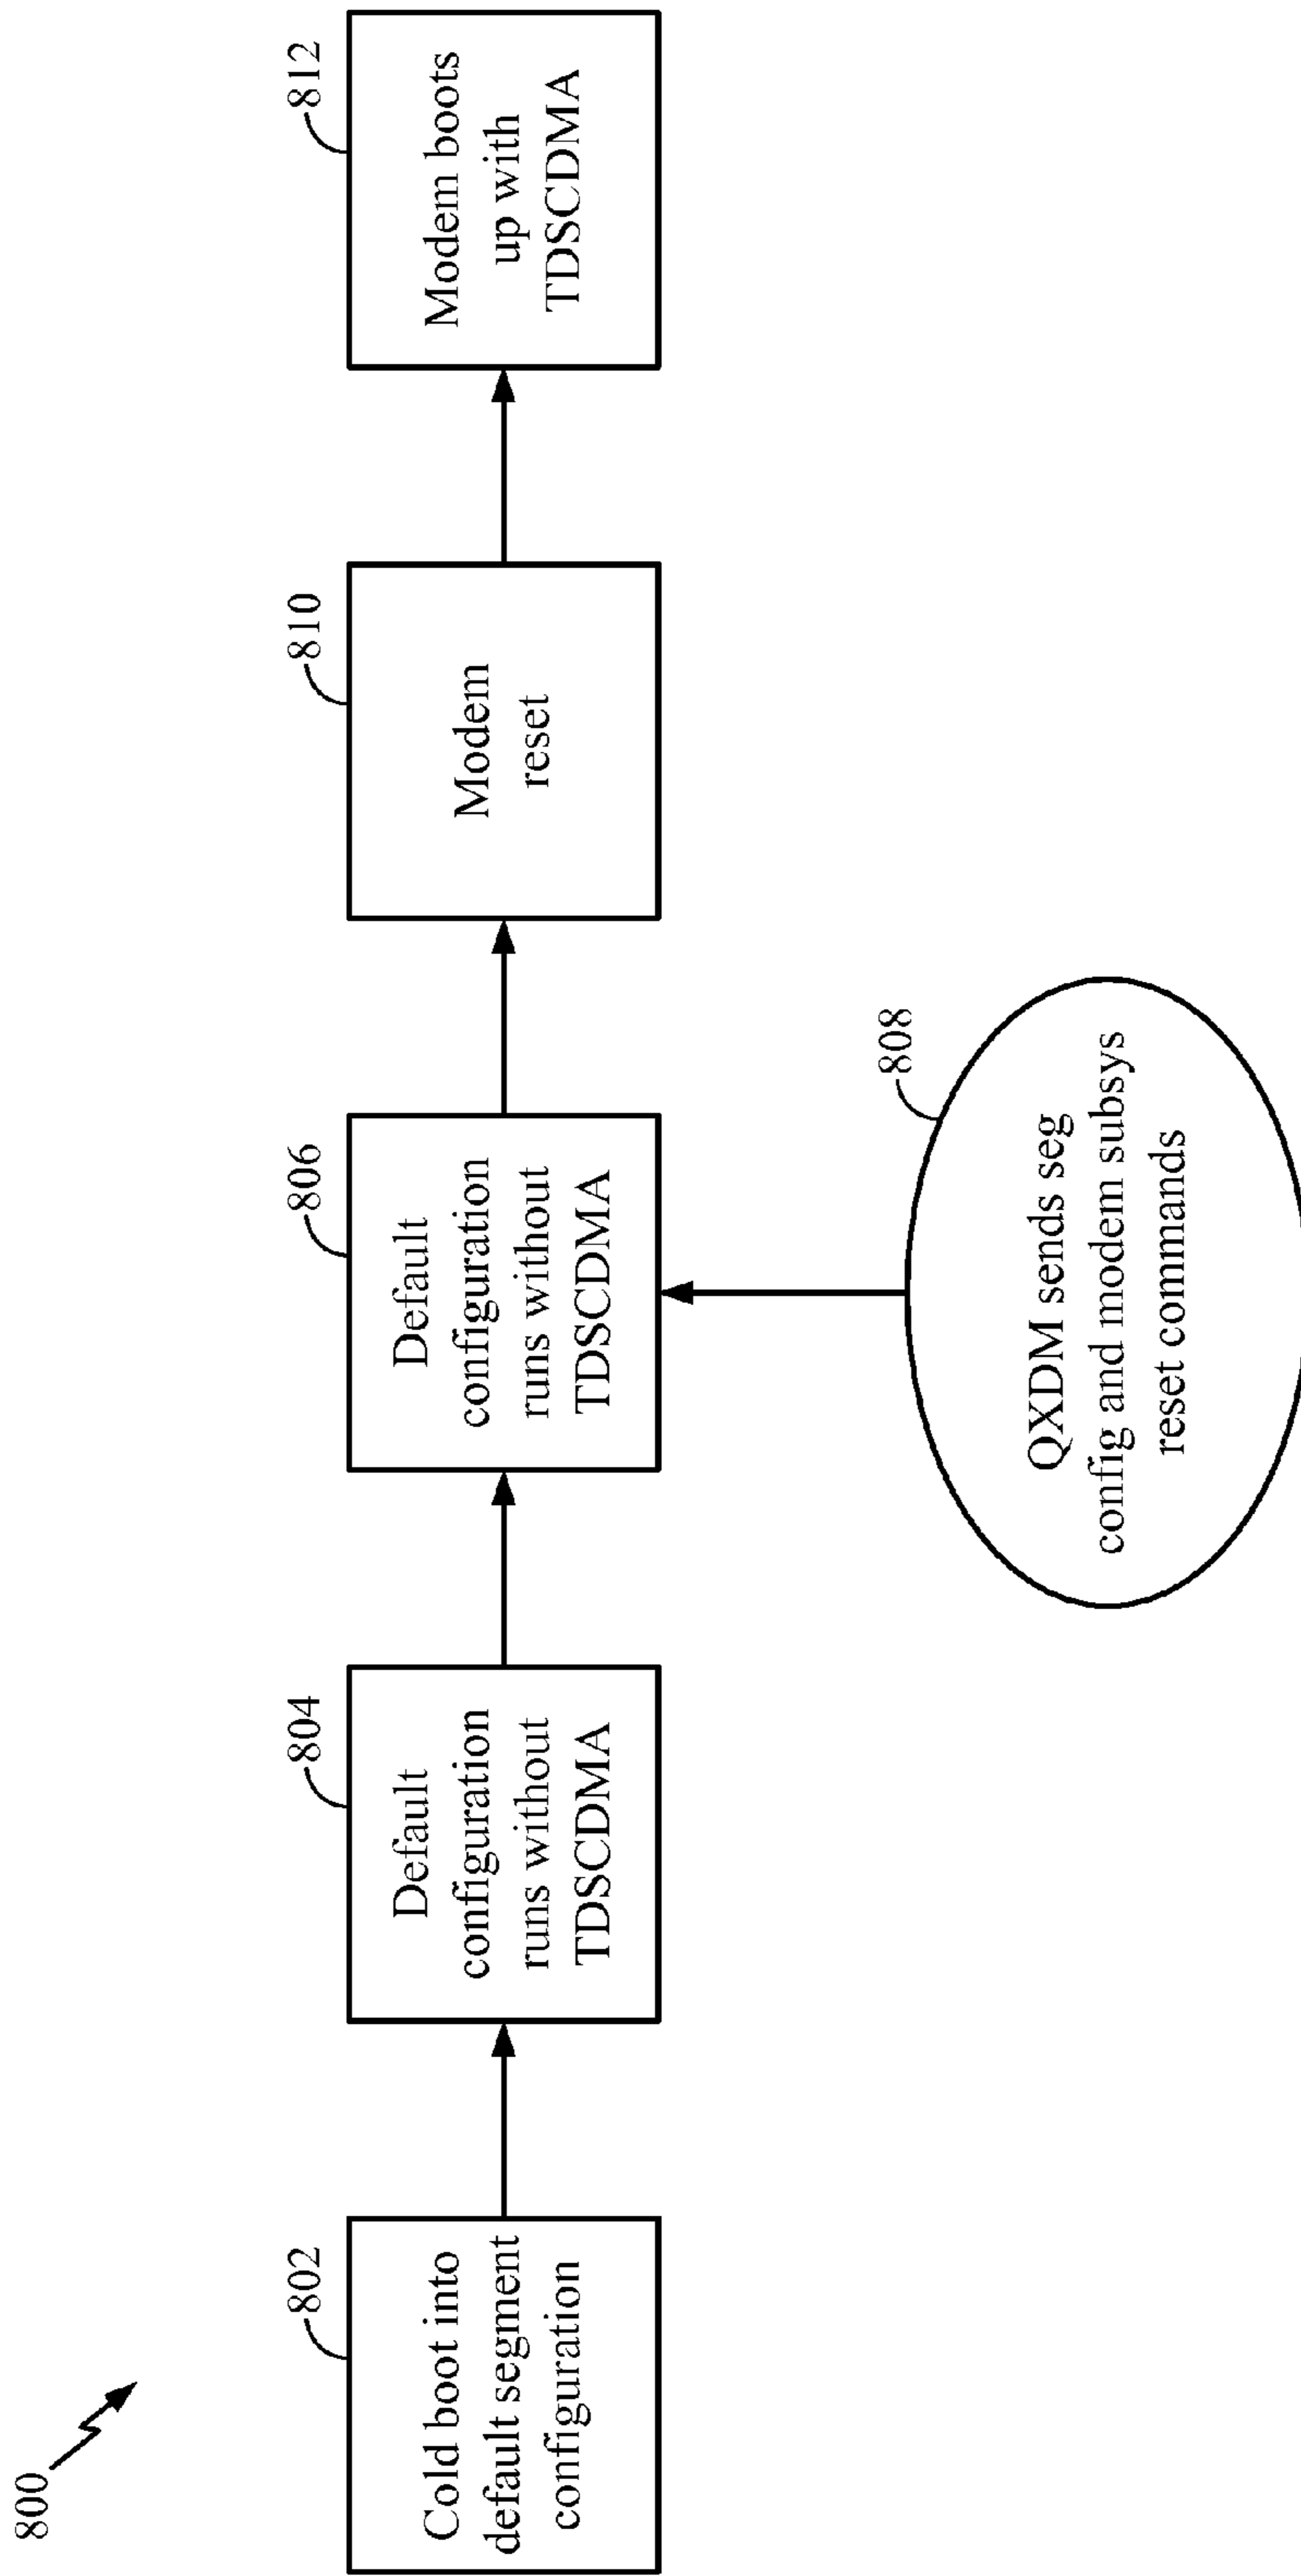 800
802
Cold boot into
default segment
configuration
804
Default
configuration
runs without
TDSCDMA
806
Default
configuration
runs without
TDSCDMA
808
QXDM sends seg
config and modem subsys
reset commands
810
Modem
reset
812
Modem boots
up with
TDSCDMA